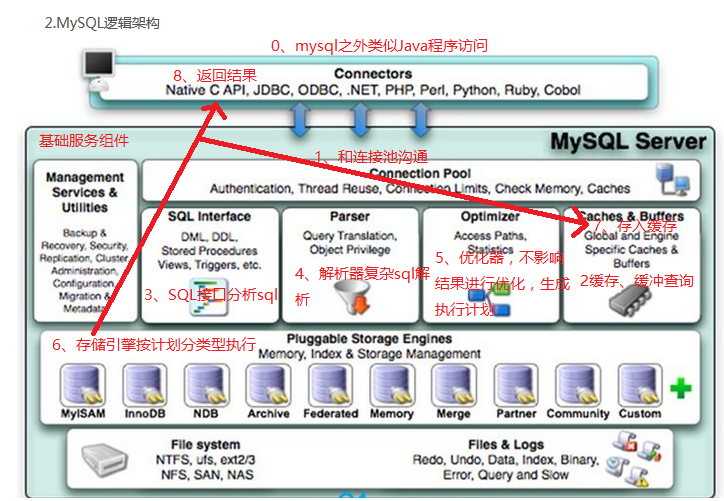 2.MySQL逻辑架构
0、mysql之外类似Java程序访问
8、返回结果
Connectors
Native C API, JDBC, ODBC, .NET, PHP, Perl, Python, Ruby, Cobol
基础服务组件
MySQL Server
1、和连接池沟通
Connection Pool
Authentication, Thread Reuse, Connection Limits, Check Memory, Caches
Management
Services &
Utilities
Backup &
Recovery, Security,
Replication, Cluster,
Administration,
Configuration,
Migration &
Metadata
SQL Interface
DML, DDL,
Stored Procedures
Views, Triggers, etc.
3、SQL接口分析sql
Parser
Query Translation,
Object Privilege
4、解析器复杂sql解
析
Optimizer
Access Paths,
Statistics
5、优化器，不影响
结果进行优化，生成
执行计划
Caches & Buffers
7、存入缓存
Global and Engine
Specific Caches &
Buffers
2缓存、缓冲查询
6、存储引擎按计划分类型执行
Pluggable Storage Engines
Memory, Index & Storage Management
MyISAM
InnoDB
NDB
Archive
Federated
Memory
Merge
Partner
Community
Custom
File system
NTFS, ufs, ext2/3
NFS, SAN, NAS
Files & Logs
Redo, Undo, Data, Index, Binary,
Error, Query and Slow